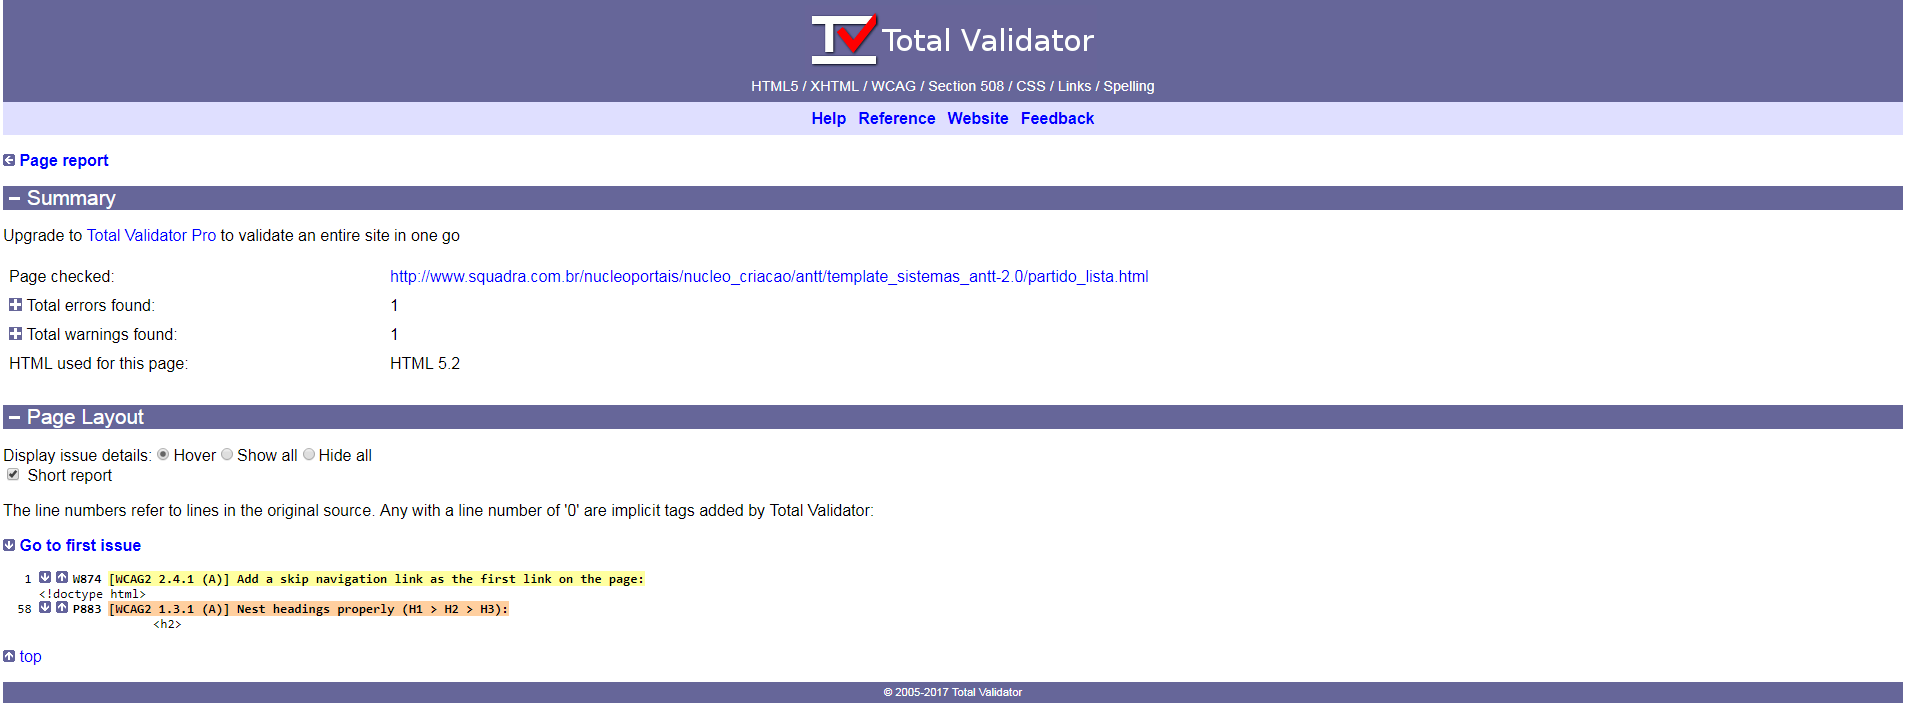 Total Validator
HTML5 / XHTML / WCAG / Section 508 / CSS / Links / Spelling
Help Reference Website Feedback
Page report
Summary
Upgrade to Total Validator Pro to validate an entire site in one go
Page checked: http://www.squadra.com.br/nucleoportais/nucleo_criacao/antt/template_sistemas_antt-2.0/partido_lista.html
Total errors found: 1
Total warnings found: 1
HTML used for this page: HTML 5.2
Page Layout
Display issue details: Hover Show all Hide all
Short report
The line numbers refer to lines in the original source. Any with a line number of '0' are implicit tags added by Total Validator:
Go to first issue
1 W874 [WCAG2 2.4.1 (A)] Add a skip navigation link as the first link on the page:
<!doctype html>
58 P883 [WCAG2 1.3.1 (A)] Nest headings properly (H1 > H2 > H3):
<h2>
top
© 2005-2017 Total Validator